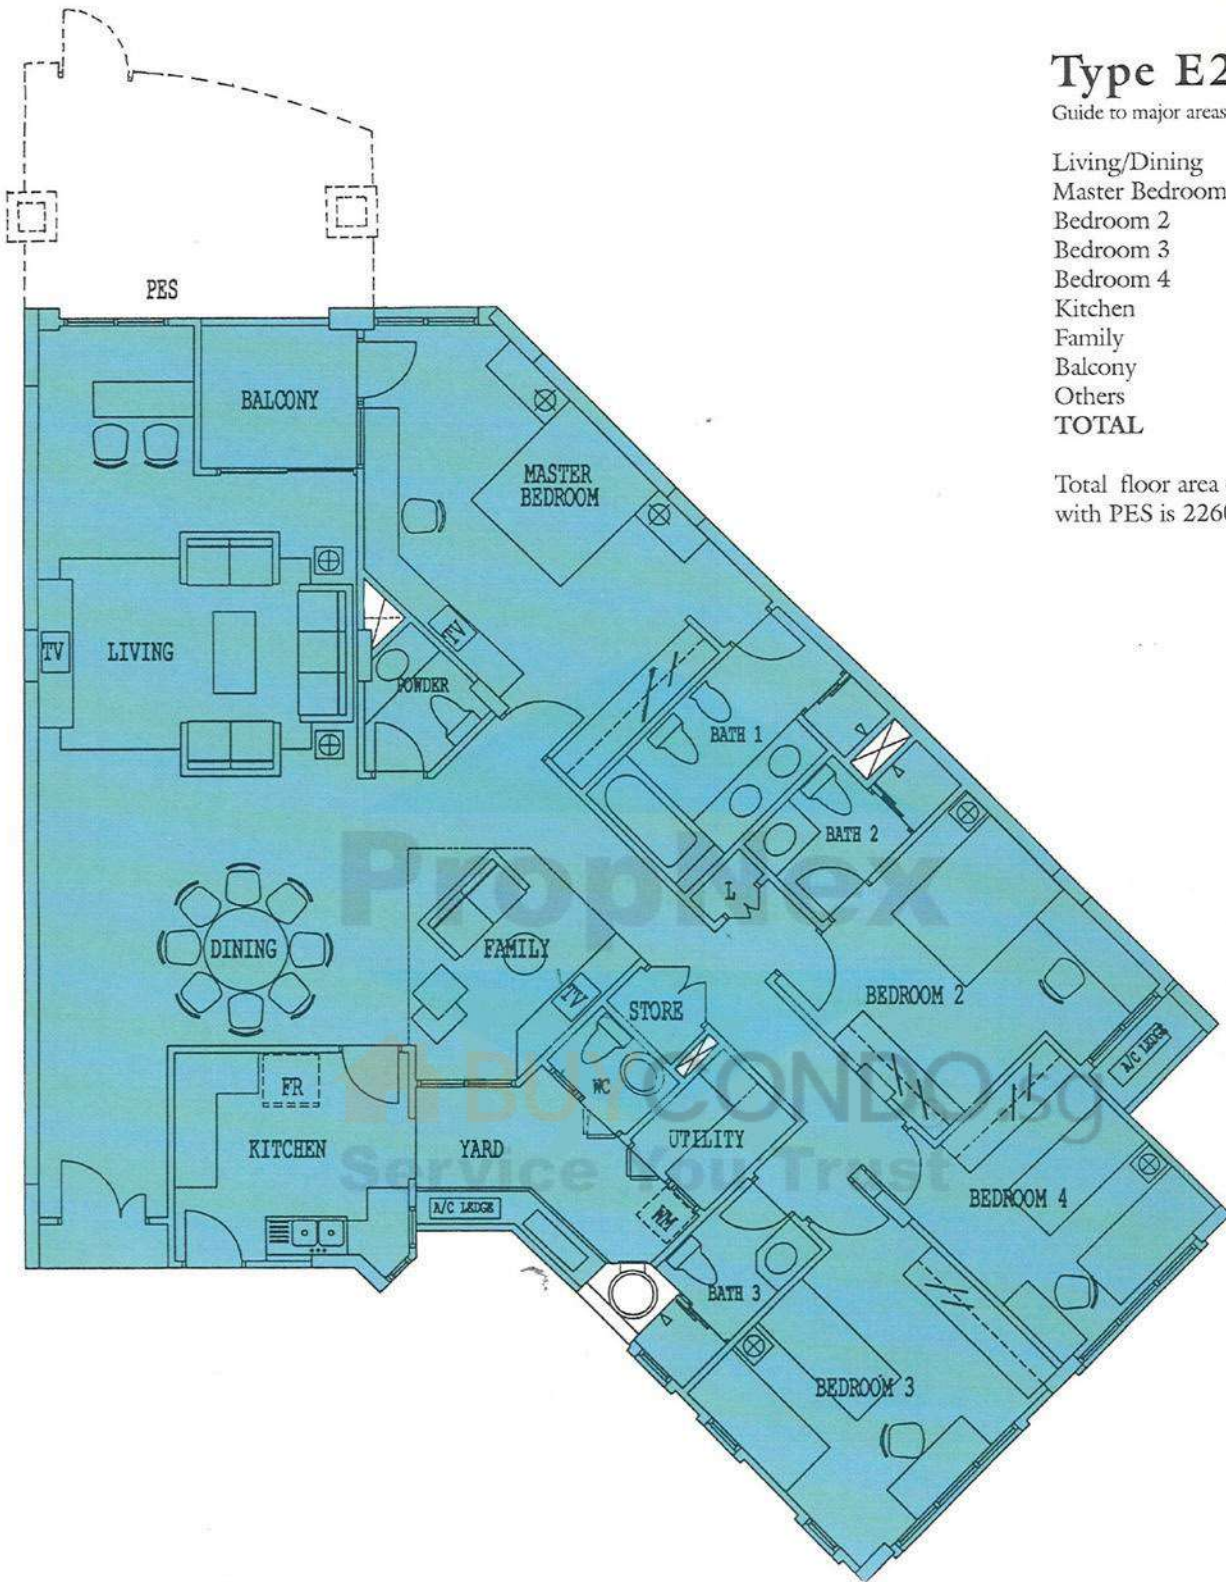 Type E2
Guide to major areas
Living/Dining
Master Bedroom
Bedroom 2
Bedroom 3
Bedroom 4
Kitchen
Family
Balcony
Others
TOTAL
Total floor area
with PES is 2260
PES
BALCONY
MASTER
BEDROOM
TV
LIVING
TV
POWDER
BATH 1
BATH 2
PropNex
L
DINING
FAMILY
TV
STORE
BEDROOM 2
A/C LEDGE
FR
WC
BUYCONDO.sg
KITCHEN
YARD
UTILITY
Service You Trust
A/C LEDGE
WM
BEDROOM 4
BATH 3
BEDROOM 3